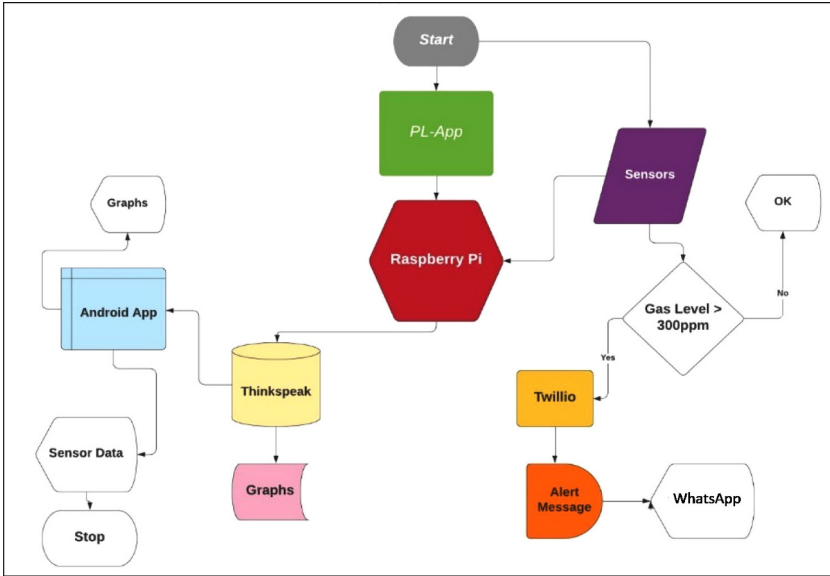 Start
PL-App
Sensors
Graphs
OK
Raspberry Pi
Gas Level >
300ppm
No
Android App
Yes
Thinkspeak
Twillio
Sensor Data
Graphs
Alert
Message
WhatsApp
Stop